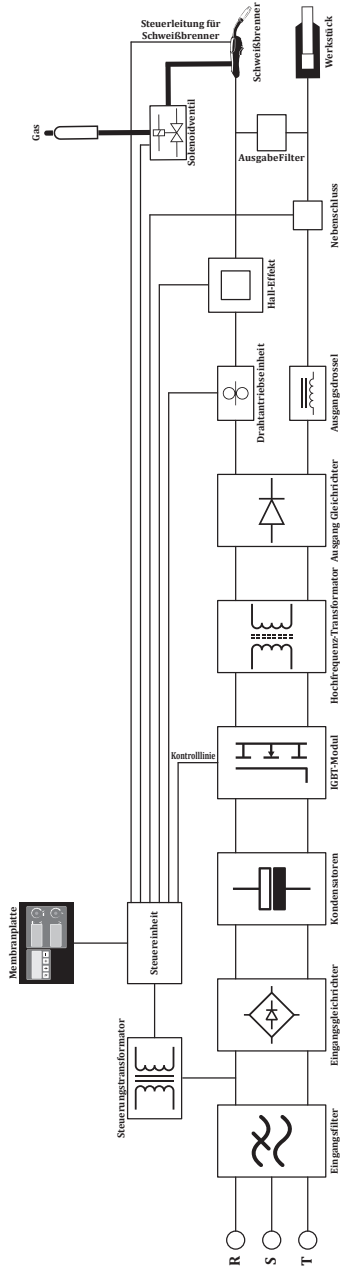 R
S
T
Eingangsfilter
Steuerungstransformator
Eingangsgleichrichter
Membranplatte
Steuereinheit
Kondensatoren
Kontrolllinie
IGBT-Modul
Hochfrequenz-Transformator
Ausgang Gleichrichter
Drahtantriebseinheit
Ausgangsdrossel
Hall-Effekt
Nebenschluss
AusgabeFilter
Gas
Solenoidventil
Steuerleitung für
Schweißbrenner
Schweißbrenner
Werkstück